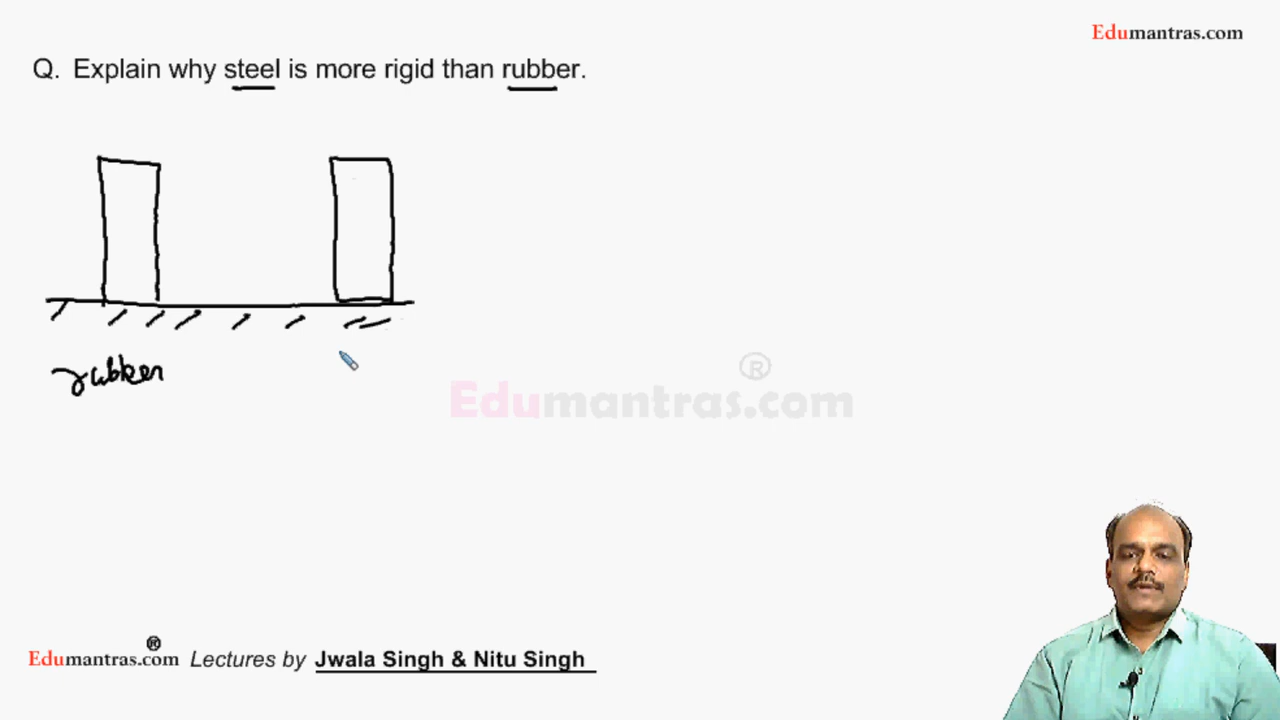 Edumantras.com
Q. Explain why steel is more rigid than rubber.
rubber
®
Edumantras.com
®
Edumantras.com Lectures by Jwala Singh & Nitu Singh